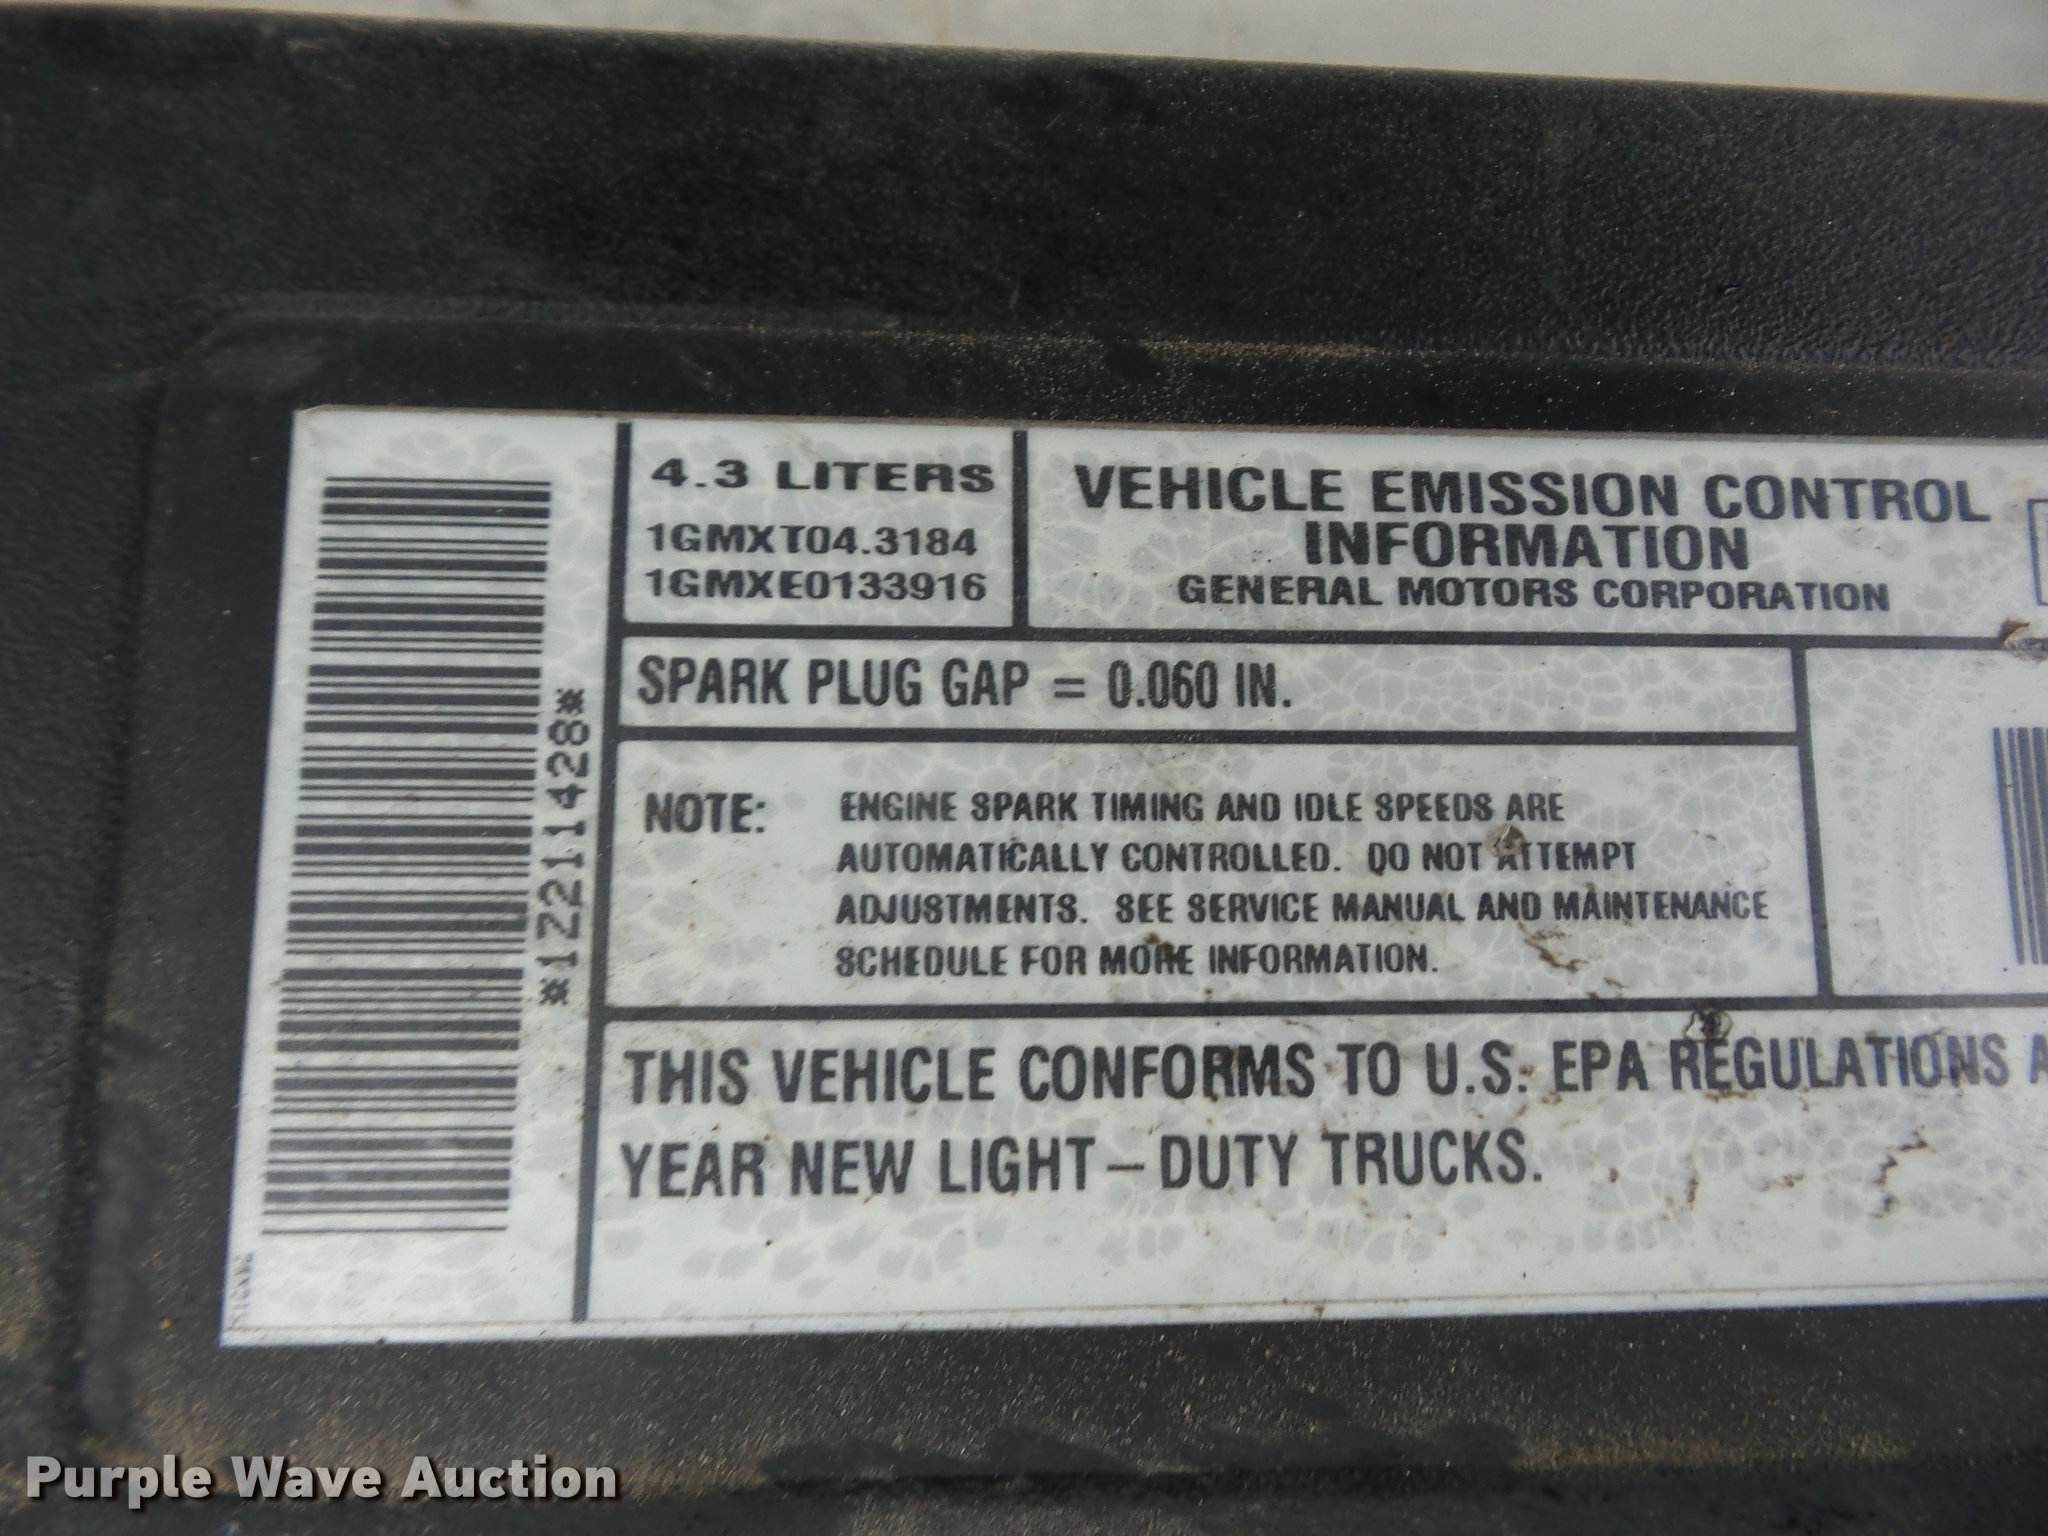 4.3 LITERS
1GMXT04.3184
1GMXE0133916
VEHICLE EMISSION CONTROL
INFORMATION
GENERAL MOTORS CORPORATION
SPARK PLUG GAP = 0.060 IN.
NOTE: ENGINE SPARK TIMING AND IDLE SPEEDS ARE
AUTOMATICALLY CONTROLLED. DO NOT ATTEMPT
ADJUSTMENTS. SEE SERVICE MANUAL AND MAINTENANCE
SCHEDULE FOR MORE INFORMATION.
*12211428*
THIS VEHICLE CONFORMS TO U.S. EPA REGULATIONS A
YEAR NEW LIGHT-DUTY TRUCKS.
Purple Wave Auction